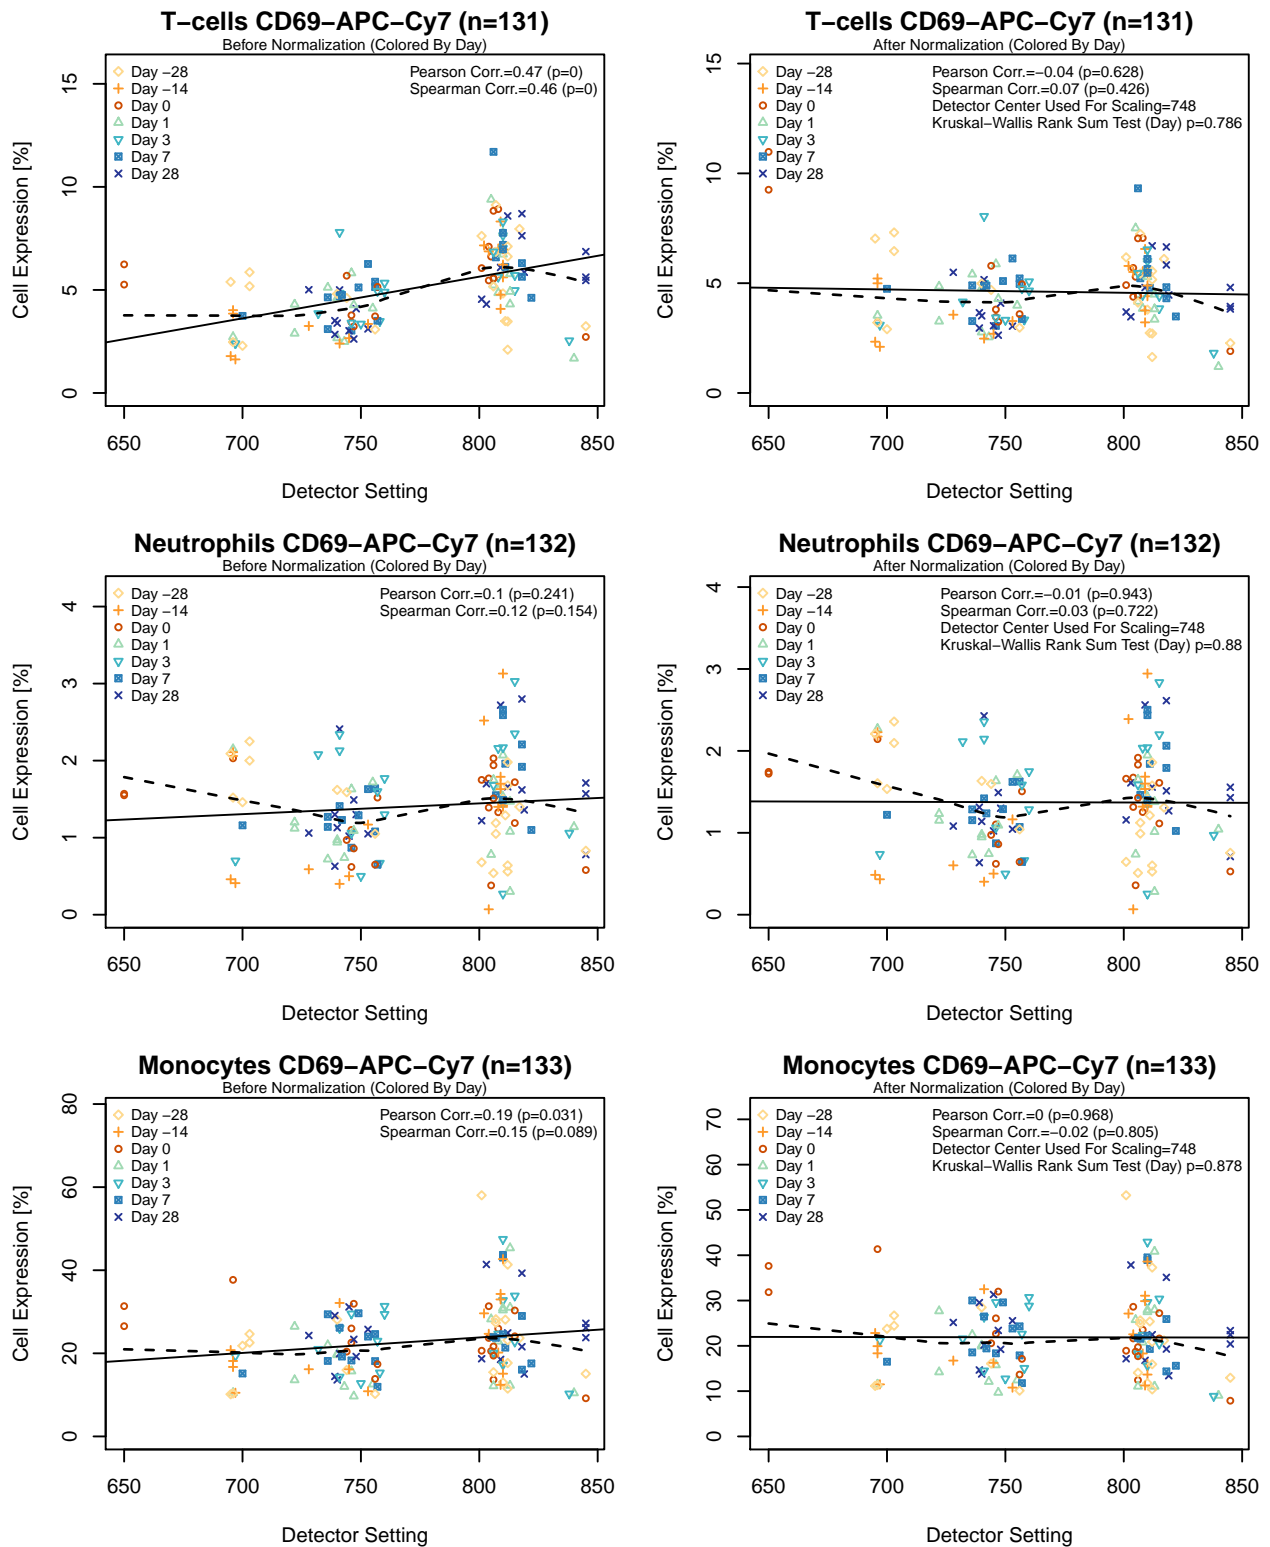 T−cells CD69−APC−Cy7 (n=131)
Before Normalization (Colored By Day)
Day −28
Day −14
Day 0
Day 1
Day 3
Day 7
Day 28
Pearson Corr.=0.47 (p=0)
Spearman Corr.=0.46 (p=0)
Cell Expression [%]
0
5
10
15
650 700 750 800 850
Detector Setting
T−cells CD69−APC−Cy7 (n=131)
After Normalization (Colored By Day)
Day −28
Day −14
Day 0
Day 1
Day 3
Day 7
Day 28
Pearson Corr.=−0.04 (p=0.628)
Spearman Corr.=0.07 (p=0.426)
Detector Center Used For Scaling=748
Kruskal−Wallis Rank Sum Test (Day) p=0.786
Cell Expression [%]
0
5
10
15
650 700 750 800 850
Detector Setting
Neutrophils CD69−APC−Cy7 (n=132)
Before Normalization (Colored By Day)
Day −28
Day −14
Day 0
Day 1
Day 3
Day 7
Day 28
Pearson Corr.=0.1 (p=0.241)
Spearman Corr.=0.12 (p=0.154)
Cell Expression [%]
0
1
2
3
4
650 700 750 800 850
Detector Setting
Neutrophils CD69−APC−Cy7 (n=132)
After Normalization (Colored By Day)
Day −28
Day −14
Day 0
Day 1
Day 3
Day 7
Day 28
Pearson Corr.=−0.01 (p=0.943)
Spearman Corr.=0.03 (p=0.722)
Detector Center Used For Scaling=748
Kruskal−Wallis Rank Sum Test (Day) p=0.88
Cell Expression [%]
0
1
2
3
4
650 700 750 800 850
Detector Setting
Monocytes CD69−APC−Cy7 (n=133)
Before Normalization (Colored By Day)
Day −28
Day −14
Day 0
Day 1
Day 3
Day 7
Day 28
Pearson Corr.=0.19 (p=0.031)
Spearman Corr.=0.15 (p=0.089)
Cell Expression [%]
0
20
40
60
80
650 700 750 800 850
Detector Setting
Monocytes CD69−APC−Cy7 (n=133)
After Normalization (Colored By Day)
Day −28
Day −14
Day 0
Day 1
Day 3
Day 7
Day 28
Pearson Corr.=0 (p=0.968)
Spearman Corr.=−0.02 (p=0.805)
Detector Center Used For Scaling=748
Kruskal−Wallis Rank Sum Test (Day) p=0.878
Cell Expression [%]
0
10
20
30
40
50
60
70
650 700 750 800 850
Detector Setting